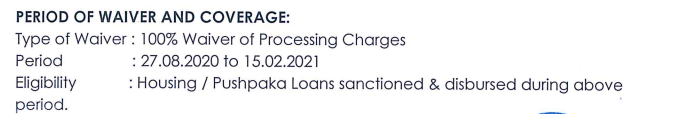 PERIOD OF WAIVER AND COVERAGE:
Type of Waiver : 100% Waiver of Processing Charges
Period : 27.08.2020 to 15.02.2021
Eligibility : Housing / Pushpaka Loans sanctioned & disbursed during above
period.